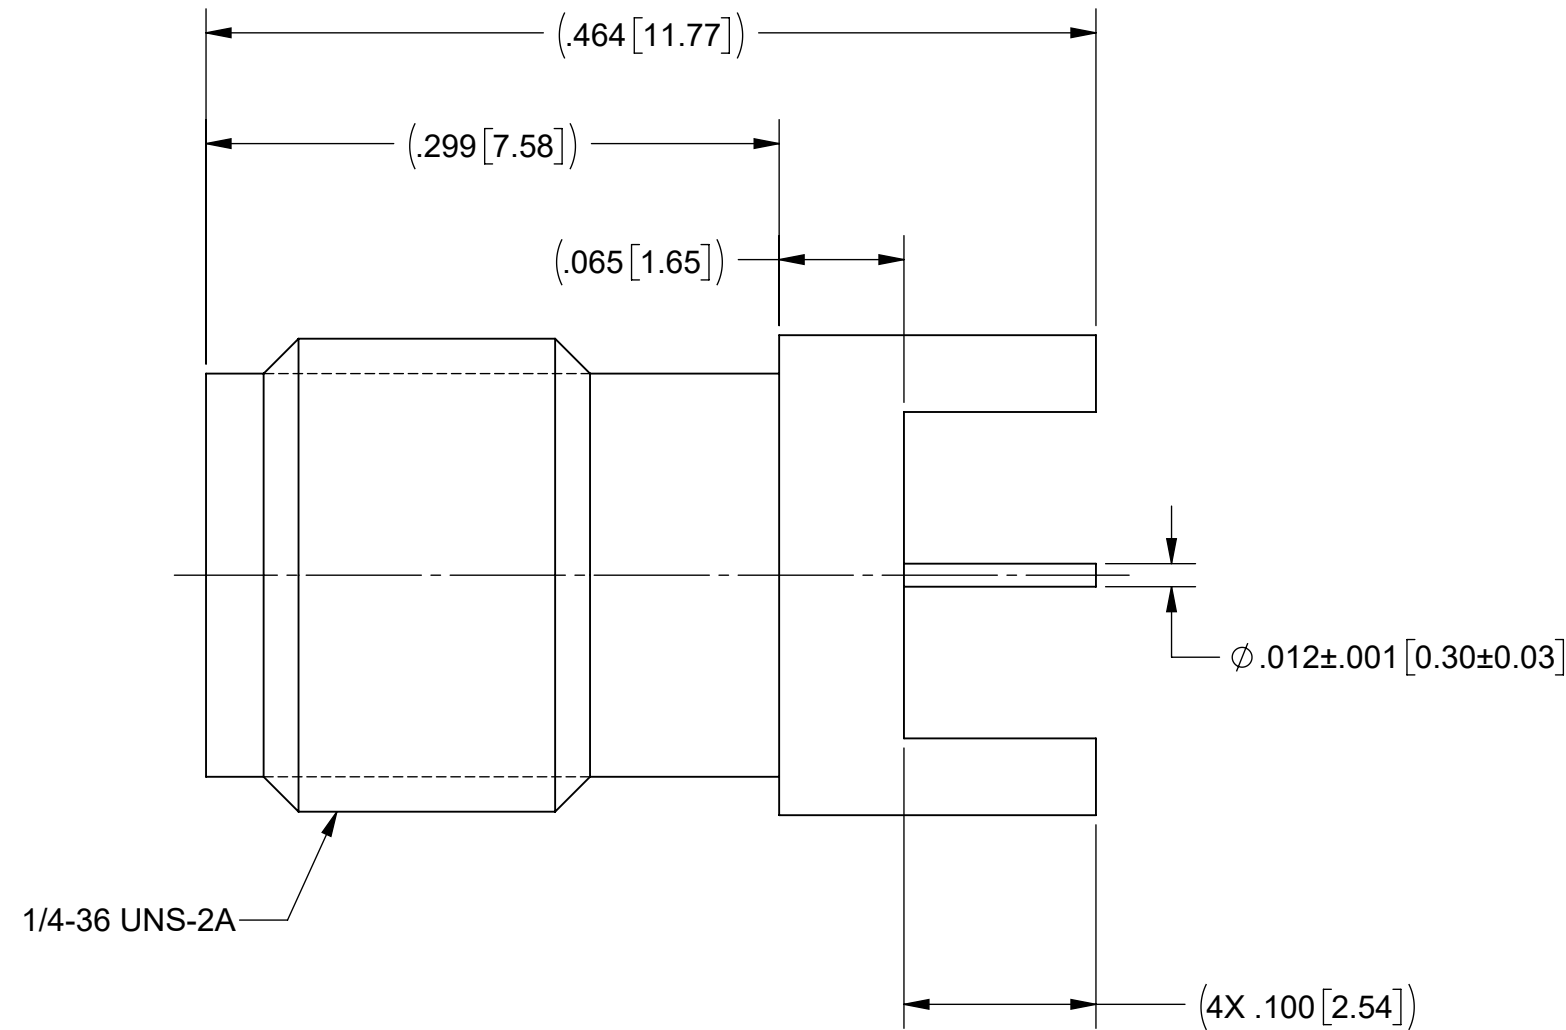 (.464[11.77])
(.299[7.58])
(.065[1.65])
⌀.012±.001[0.30±0.03]
1/4-36 UNS-2A
(4X .100[2.54])